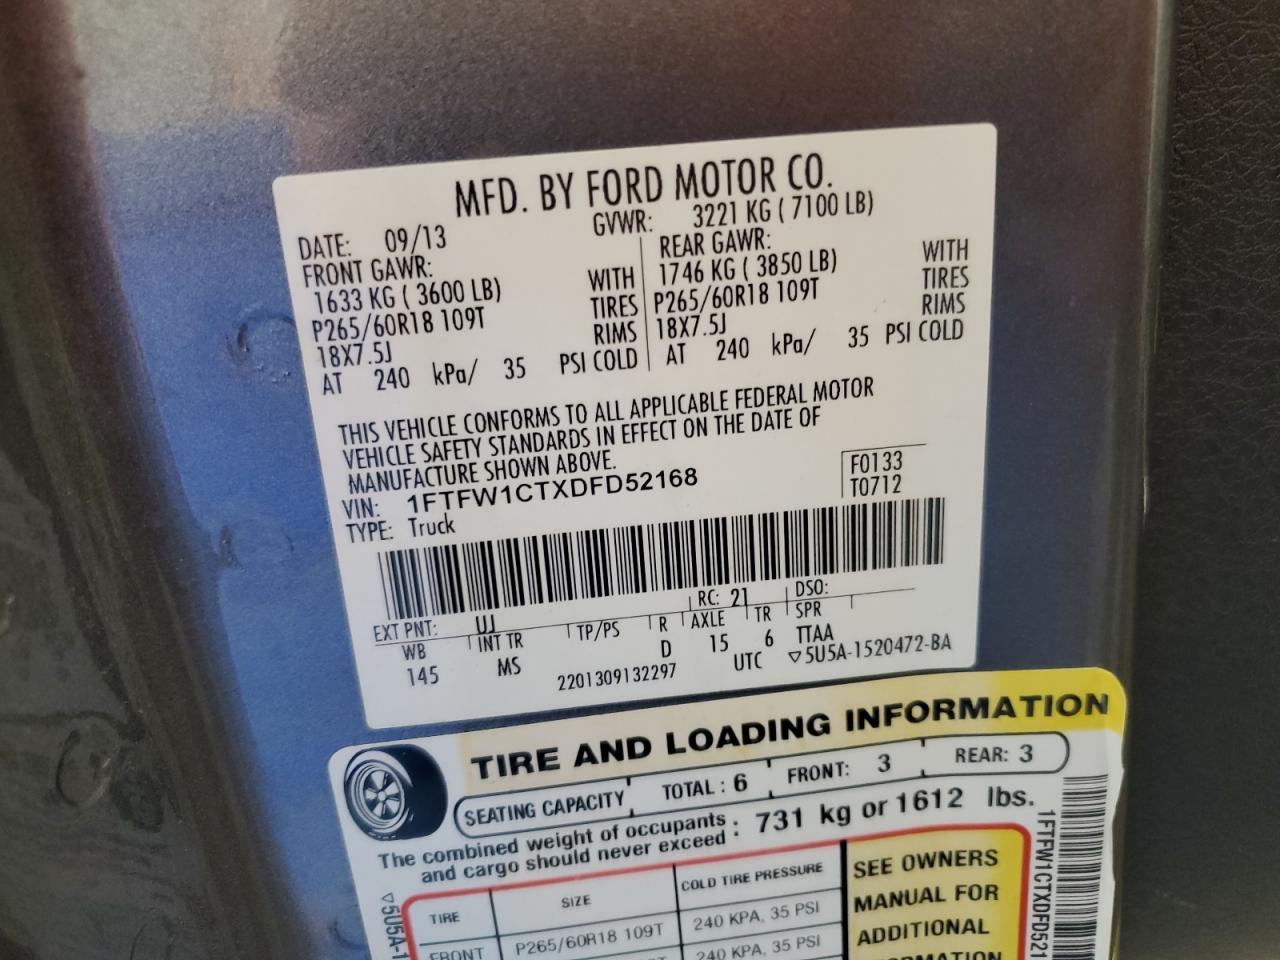 MFD. BY FORD MOTOR CO.
DATE: 09/13 GVWR: 3221 KG ( 7100 LB)
FRONT GAWR: REAR GAWR:
1633 KG ( 3600 LB) WITH 1746 KG ( 3850 LB) WITH
P265/60R18 109T TIRES P265/60R18 109T TIRES
18X7.5J RIMS 18X7.5J RIMS
AT 240 kPa/ 35 PSI COLD AT 240 kPa/ 35 PSI COLD
THIS VEHICLE CONFORMS TO ALL APPLICABLE FEDERAL MOTOR
VEHICLE SAFETY STANDARDS IN EFFECT ON THE DATE OF
MANUFACTURE SHOWN ABOVE.
VIN: 1FTFW1CTXDFD52168 F0133
TYPE: Truck T0712
EXT PNT: UJ RC: 21 DSO:
WB INT TR TP/PS R AXLE TR SPR
145 MS D 15 6 TTAA
2201309132297 UTC ▽5U5A-1520472-BA
TIRE AND LOADING INFORMATION
SEATING CAPACITY TOTAL : 6 FRONT: 3 REAR: 3
The combined weight of occupants
and cargo should never exceed : 731 kg or 1612 lbs.
TIRE SIZE COLD TIRE PRESSURE SEE OWNERS
FRONT P265/60R18 109T 240 KPA, 35 PSI MANUAL FOR
240 KPA, 35 PSI ADDITIONAL
▽5U5A-1
1FTFW1CTXDFD521